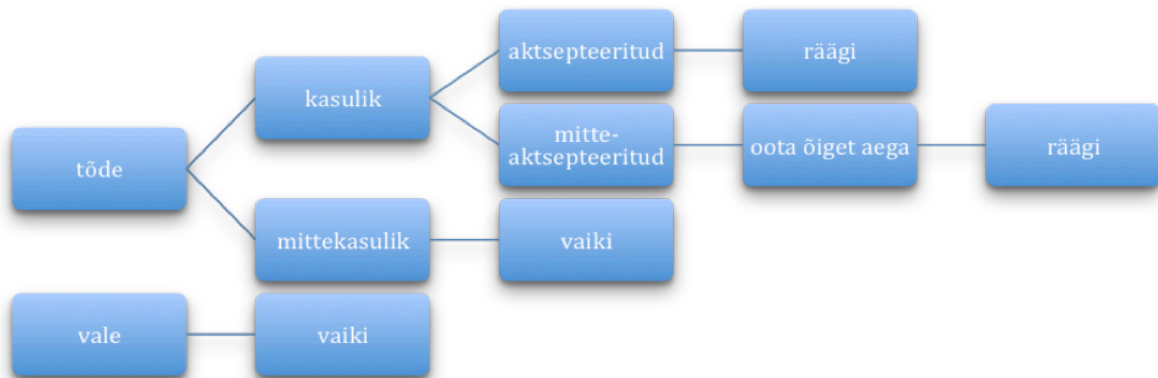 aktsepteeritud
räägi
kasulik
mitte-
aktsepteeritud
oota õiget aega
räägi
tõde
mittekasulik
vaiki
vale
vaiki